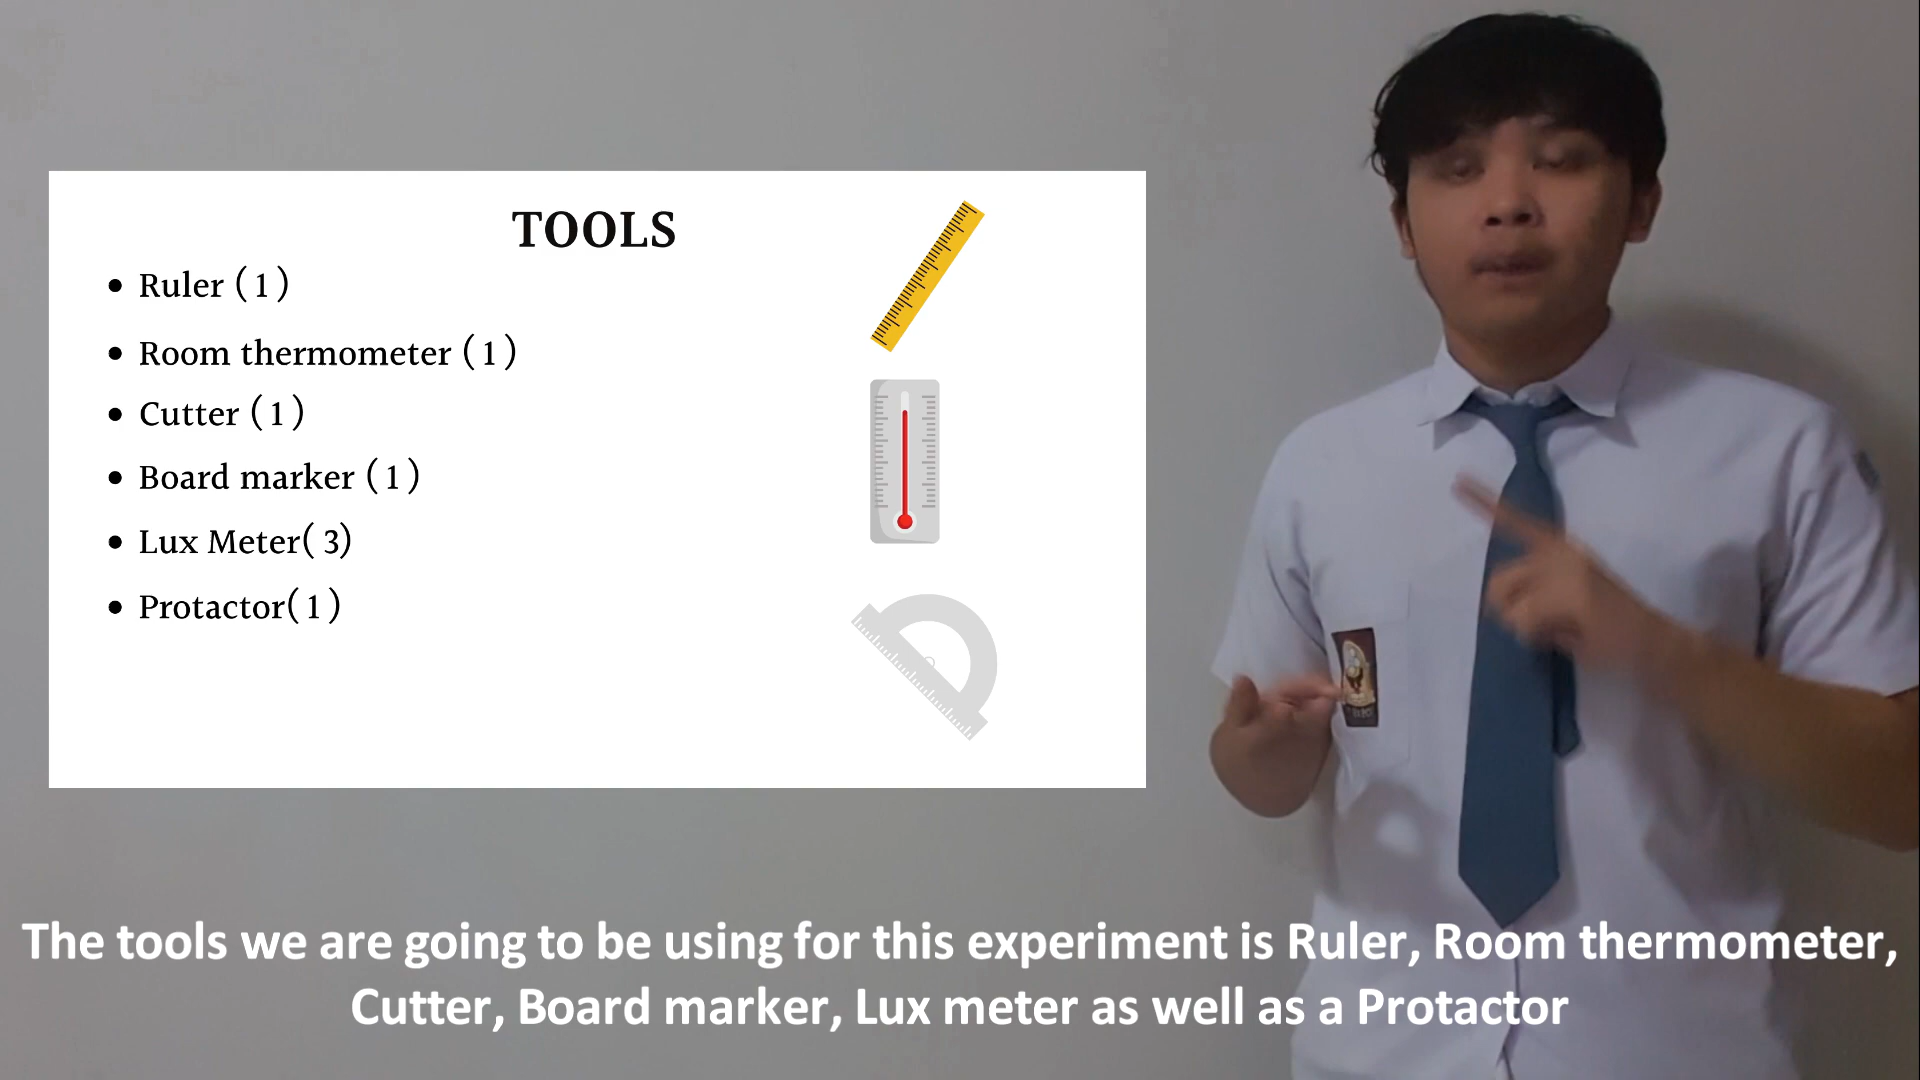 TOOLS
Ruler (1)
Room thermometer (1)
Cutter (1)
Board marker (1)
Lux Meter( 3)
Protactor(1)
The tools we are going to be using for this experiment is Ruler, Room thermometer,
Cutter, Board marker, Lux meter as well as a Protactor